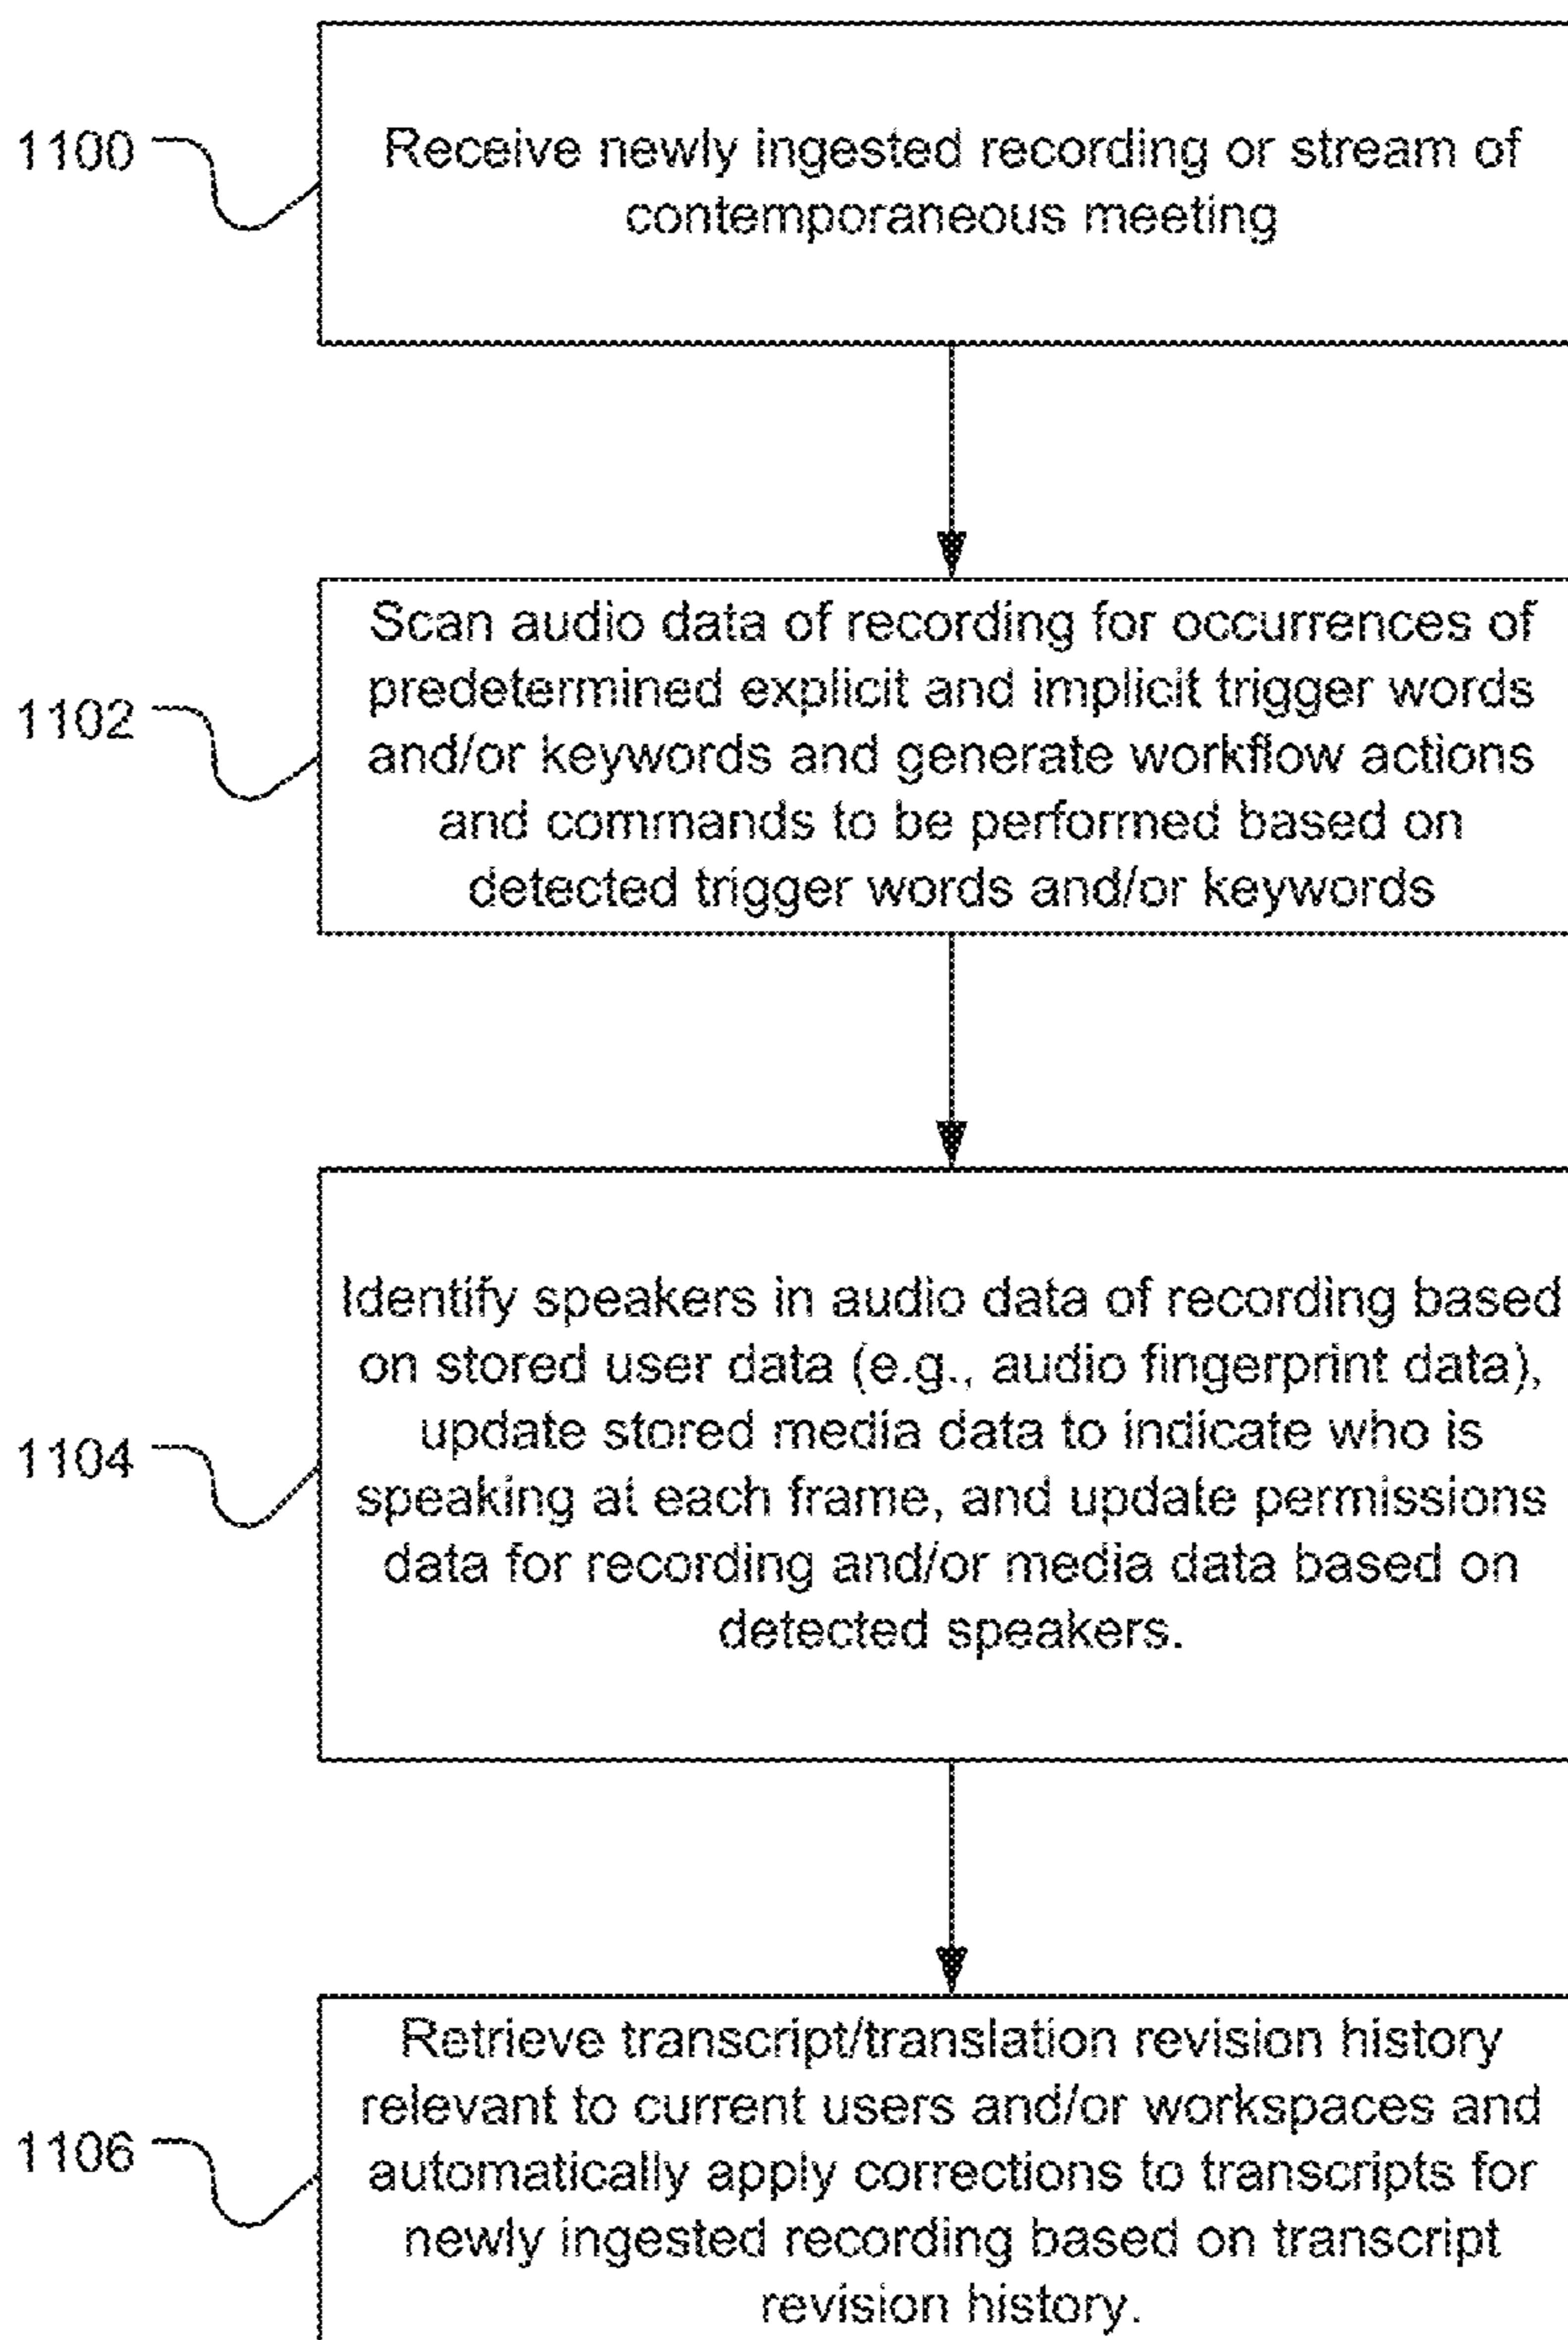 1100
Receive newly ingested recording or stream of
contemporaneous meeting
1102
Scan audio data of recording for occurrences of
predetermined explicit and implicit trigger words
and/or keywords and generate workflow actions
and commands to be performed based on
detected trigger words and/or keywords
1104
Identify speakers in audio data of recording based
on stored user data (e.g., audio fingerprint data),
update stored media data to indicate who is
speaking at each frame, and update permissions
data for recording and/or media data based on
detected speakers.
1106
Retrieve transcript/translation revision history
relevant to current users and/or workspaces and
automatically apply corrections to transcripts for
newly ingested recording based on transcript
revision history.